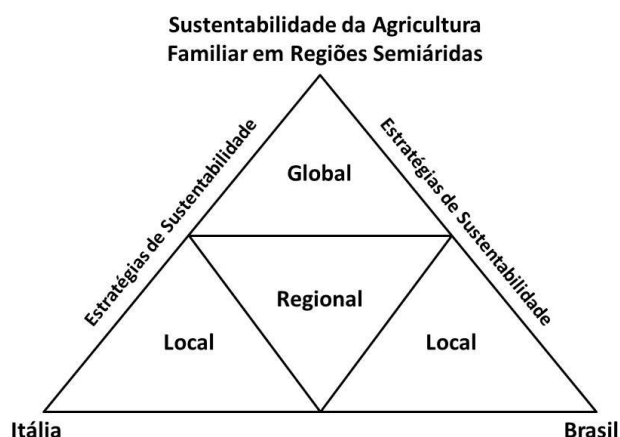 Sustentabilidade da Agricultura
Familiar em Regiões Semiáridas
Estratégias de Sustentabilidade
Estratégias de Sustentabilidade
Global
Regional
Local
Local
Itália
Brasil